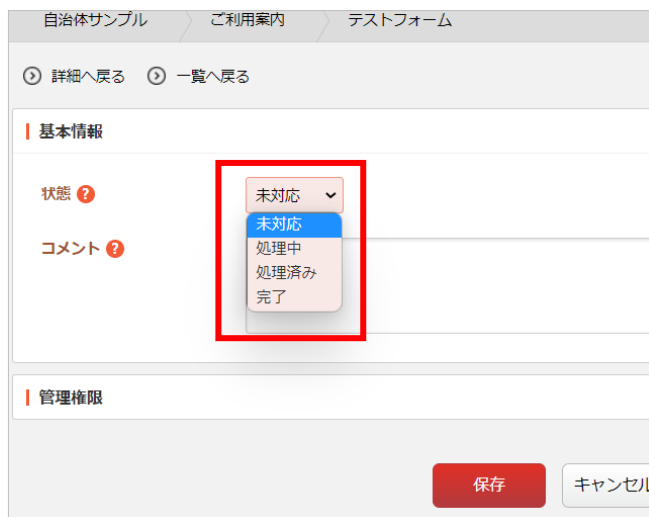 自治体サンプル ご利用案内 テストフォーム
詳細へ戻る 一覧へ戻る
基本情報
状態 ? 未対応
未対応
処理中
処理済み
完了
コメント ?
管理権限
保存 キャンセル